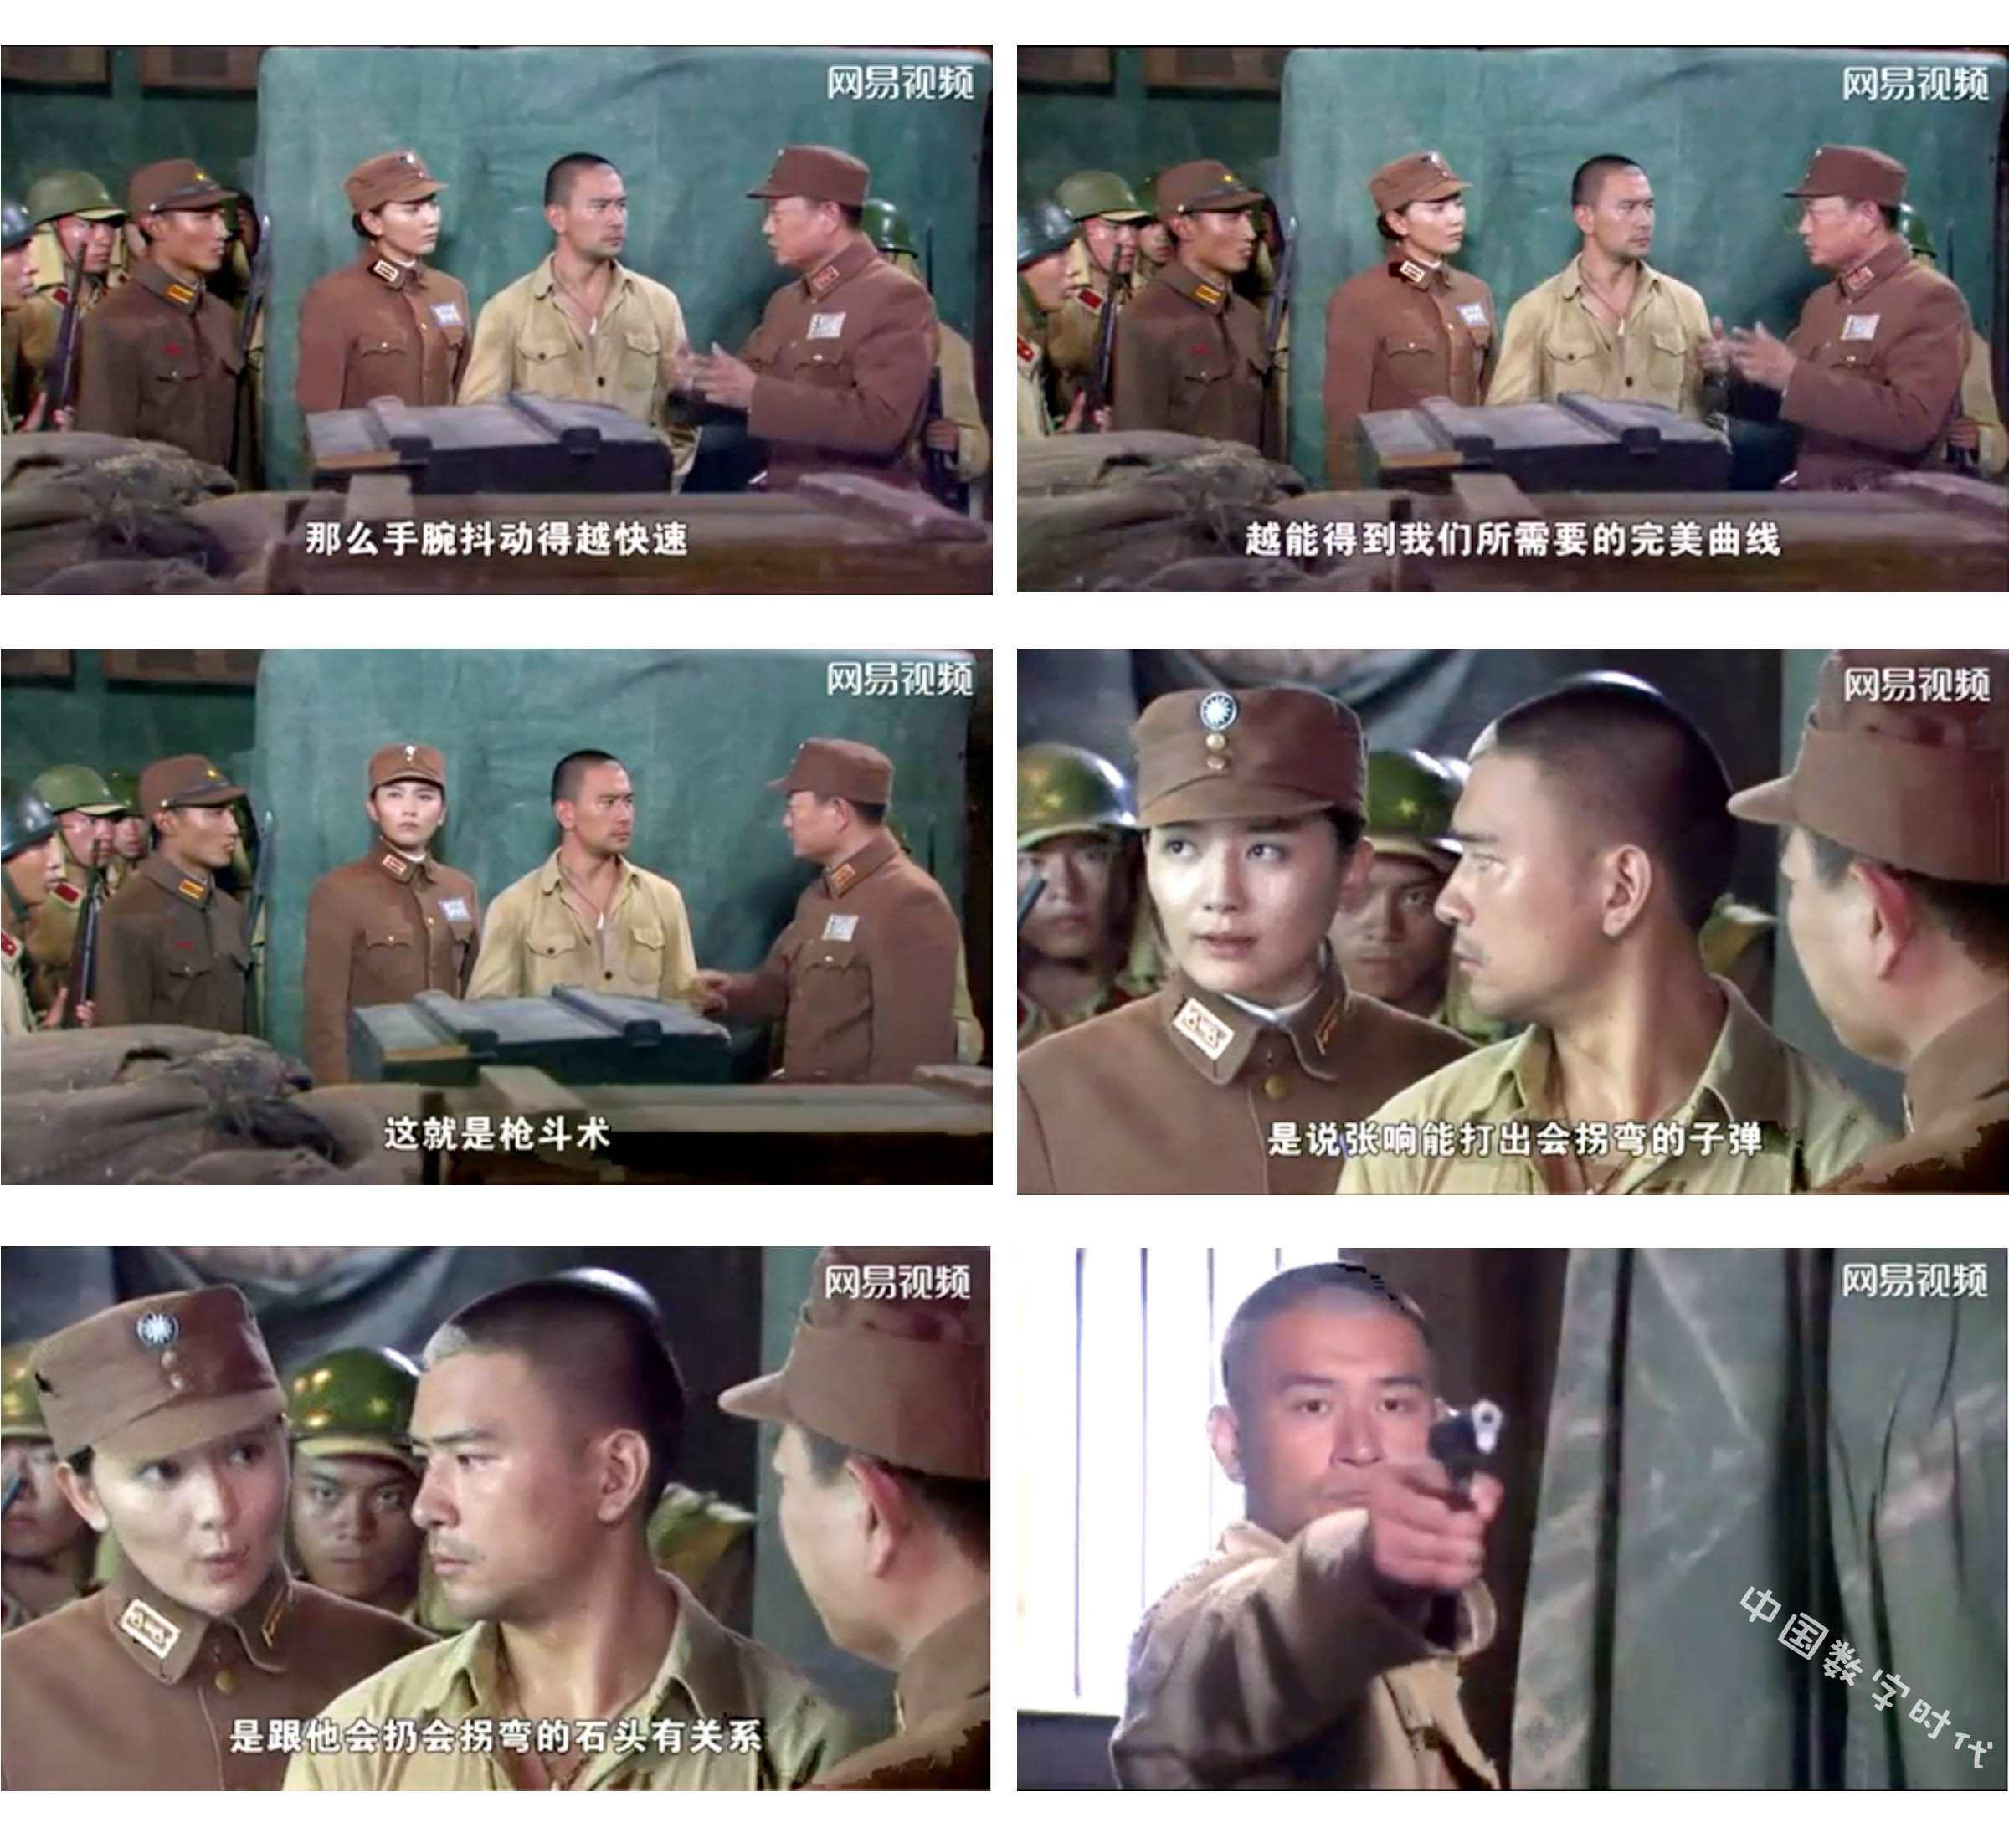 网易视频
那么手腕抖动得越快速
网易视频
越能得到我们所需要的完美曲线
网易视频
这就是枪斗术
网易视频
是说张响能打出会拐弯的子弹
网易视频
是跟他会扔会拐弯的石头有关系
网易视频
中国数字时代